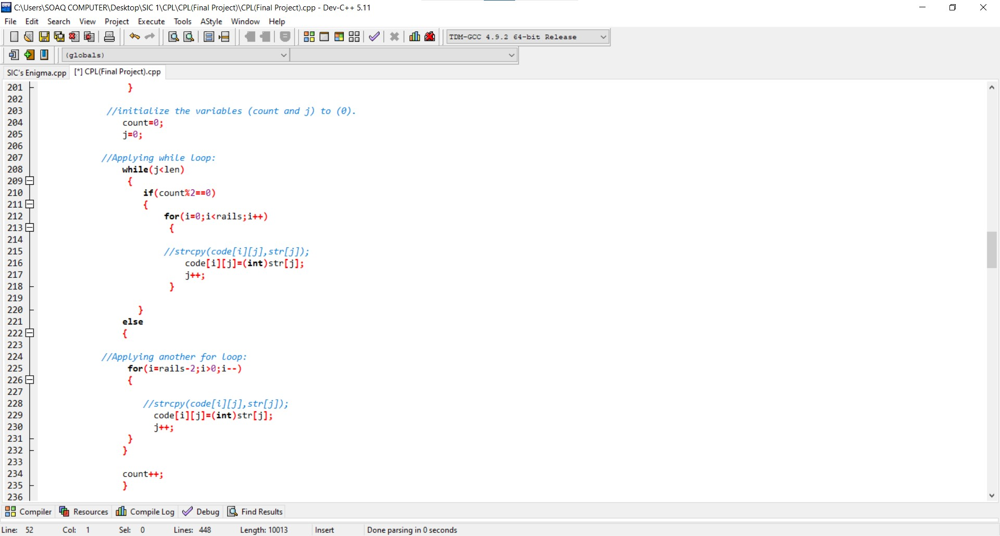 C:\Users\SOAQ COMPUTER\Desktop\SIC 1\CPL\CPL(Final Project)\CPL(Final Project).cpp - Dev-C++ 5.11
File Edit Search View Project Execute Tools AStyle Window Help
TDM-GCC 4.9.2 64-bit Release
(globals)
SIC's Enigma.cpp [*] CPL(Final Project).cpp
201 }
202
203 //initialize the variables (count and j) to (0).
204 count=0;
205 j=0;
206
207 //Applying while loop:
208 while(j<len)
209 {
210 if(count%2==0)
211 {
212 for(i=0;i<rails;i++)
213 {
214
215 //strcpy(code[i][j],str[j]);
216 code[i][j]=(int)str[j];
217 j++;
218 }
219
220 }
221 else
222 {
223
224 //Applying another for loop:
225 for(i=rails-2;i>0;i--)
226 {
227
228 //strcpy(code[i][j],str[j]);
229 code[i][j]=(int)str[j];
230 j++;
231 }
232 }
233
234 count++;
235 }
236
Compiler Resources Compile Log Debug Find Results
Line: 52 Col: 1 Sel: 0 Lines: 448 Length: 10013 Insert Done parsing in 0 seconds